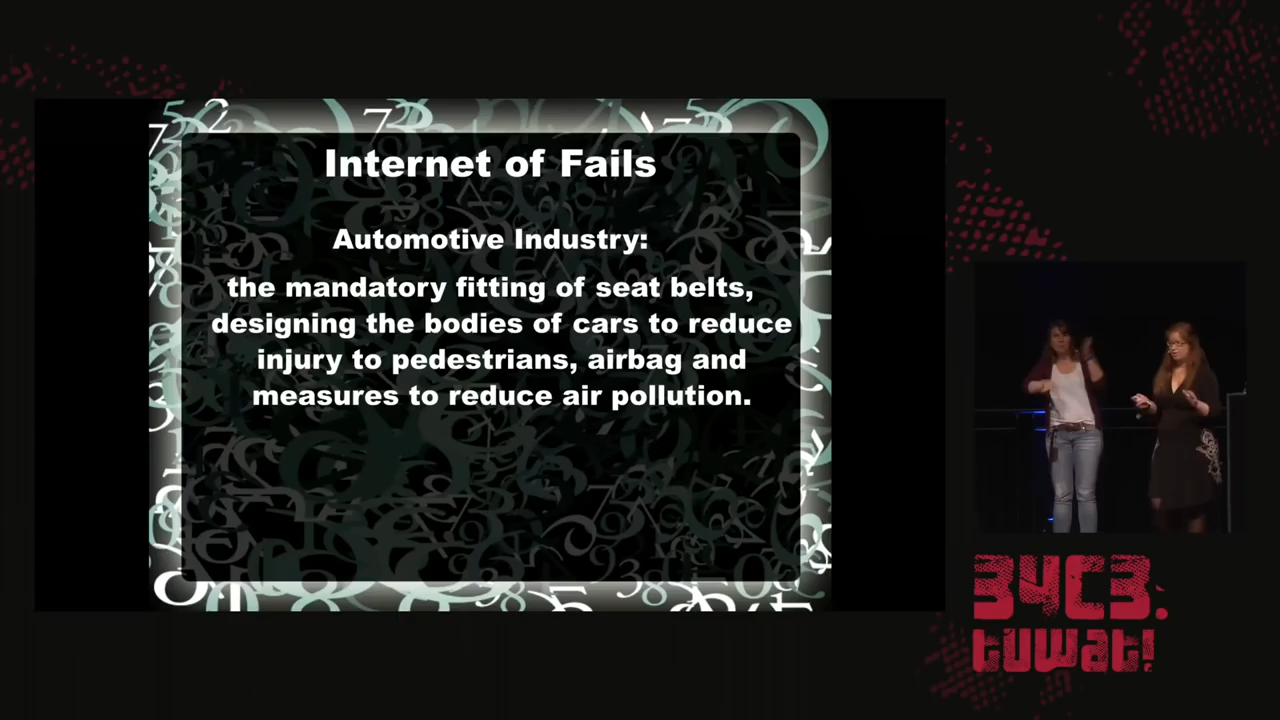 Internet of Fails
Automotive Industry:
the mandatory fitting of seat belts,
designing the bodies of cars to reduce
injury to pedestrians, airbag and
measures to reduce air pollution.
34C3.
tuwat!